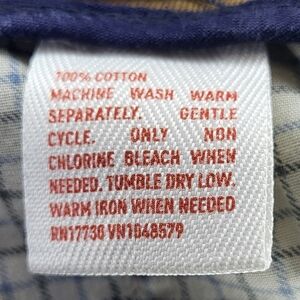 100% COTTON
MACHINE WASH WARM
SEPARATELY. GENTLE
CYCLE. ONLY NON
CHLORINE BLEACH WHEN
NEEDED. TUMBLE DRY LOW.
WARM IRON WHEN NEEDED
RN17730 VN1048579